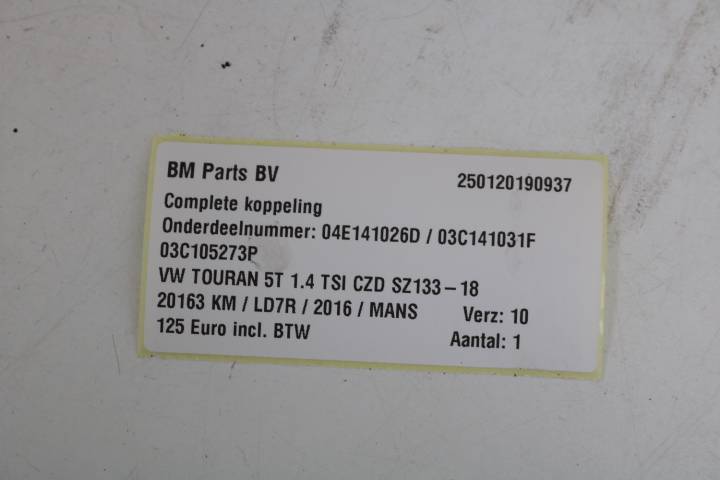 BM Parts BV 250120190937
Complete koppeling
Onderdeelnummer: 04E141026D / 03C141031F
03C105273P
VW TOURAN 5T 1.4 TSI CZD SZ133-18
20163 KM / LD7R / 2016 / MANS Verz: 10
125 Euro incl. BTW Aantal: 1